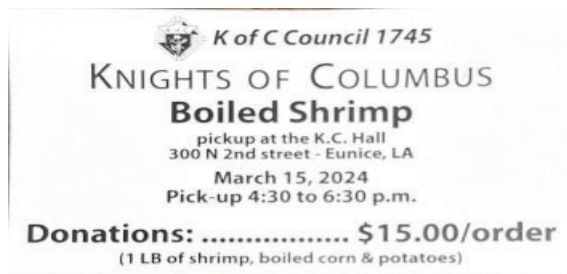 K of C Council 1745
KNIGHTS OF COLUMBUS
Boiled Shrimp
pickup at the K.C. Hall
300 N 2nd street - Eunice, LA
March 15, 2024
Pick-up 4:30 to 6:30 p.m.
Donations: ................. $15.00/order
(1 LB of shrimp, boiled corn & potatoes)